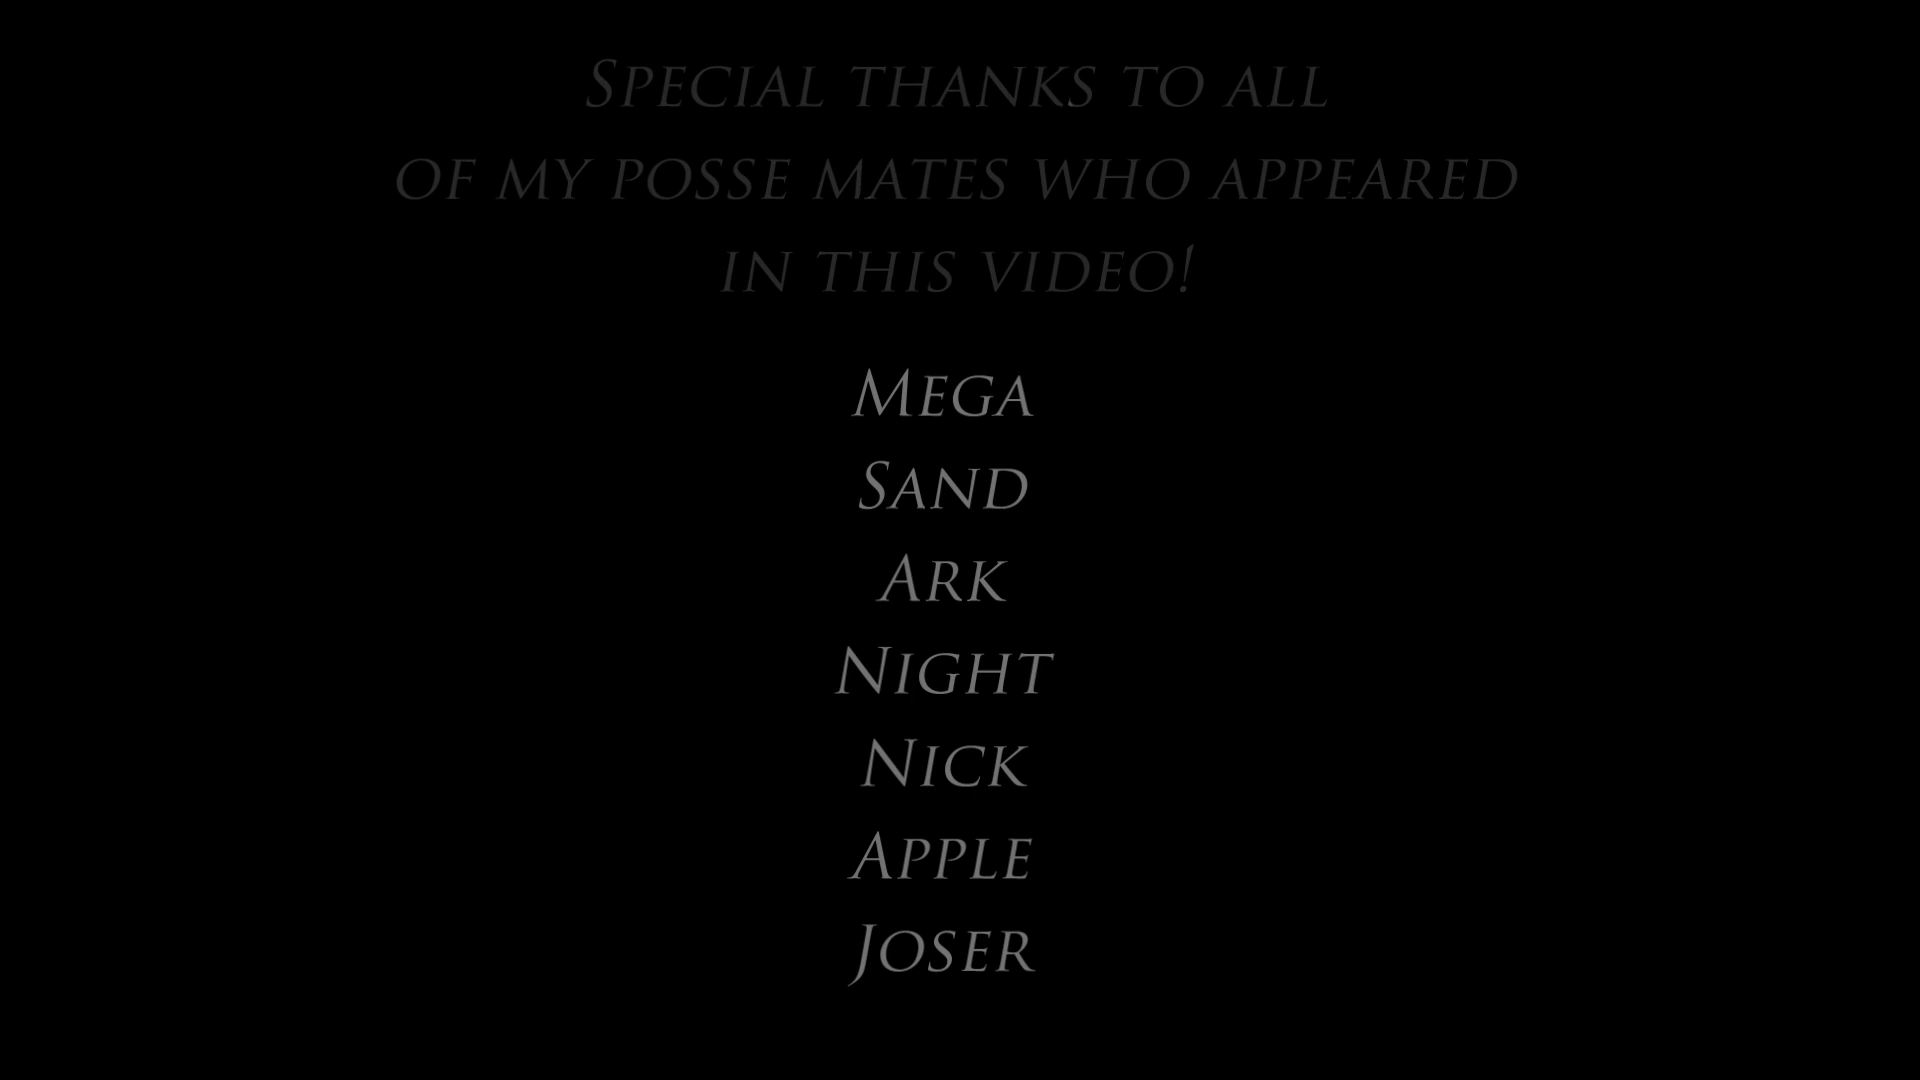 Special thanks to all
of my posse mates who appeared
in this video!
Mega
Sand
Ark
Night
Nick
Apple
Joser